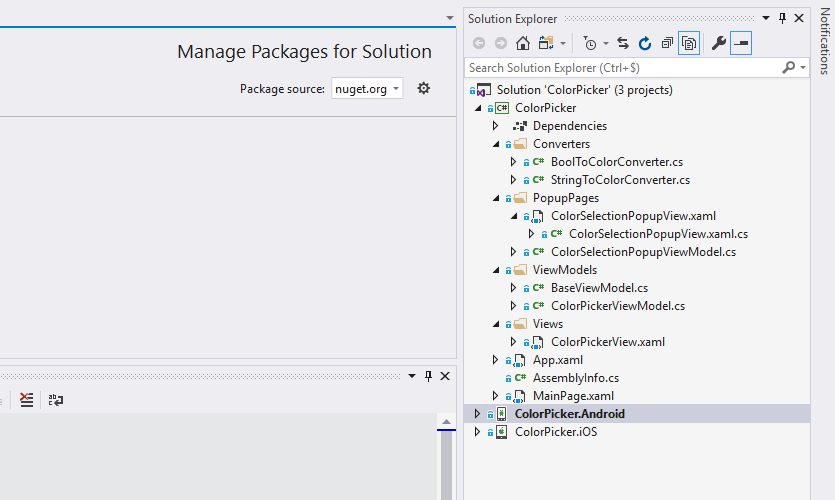 Manage Packages for Solution
Package source: nuget.org
Solution Explorer
Search Solution Explorer (Ctrl+$)
Solution 'ColorPicker' (3 projects)
C# ColorPicker
Dependencies
Converters
C# BoolToColorConverter.cs
C# StringToColorConverter.cs
PopupPages
ColorSelectionPopupView.xaml
C# ColorSelectionPopupView.xaml.cs
C# ColorSelectionPopupViewModel.cs
ViewModels
C# BaseViewModel.cs
C# ColorPickerViewModel.cs
Views
ColorPickerView.xaml
App.xaml
C# AssemblyInfo.cs
MainPage.xaml
ColorPicker.Android
ColorPicker.iOS
Notifications